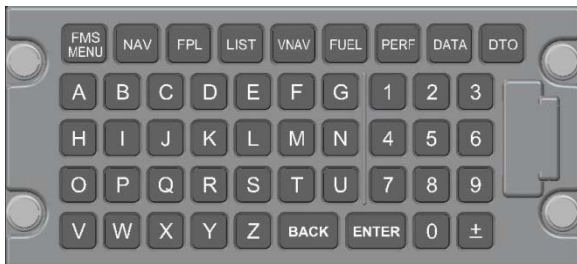 FMS MENU NAV FPL LIST VNAV FUEL PERF DATA DTO
A B C D E F G 1 2 3
H I J K L M N 4 5 6
O P Q R S T U 7 8 9
V W X Y Z BACK ENTER 0 ±